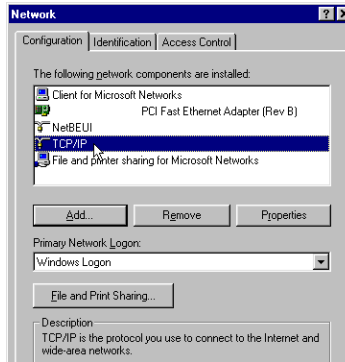 Network
Configuration Identification Access Control
The following network components are installed:
Client for Microsoft Networks
PCI Fast Ethernet Adapter (Rev B)
NetBEUI
TCP/IP
File and printer sharing for Microsoft Networks
Add... Remove Properties
Primary Network Logon:
Windows Logon
File and Print Sharing...
Description
TCP/IP is the protocol you use to connect to the Internet and
wide-area networks.